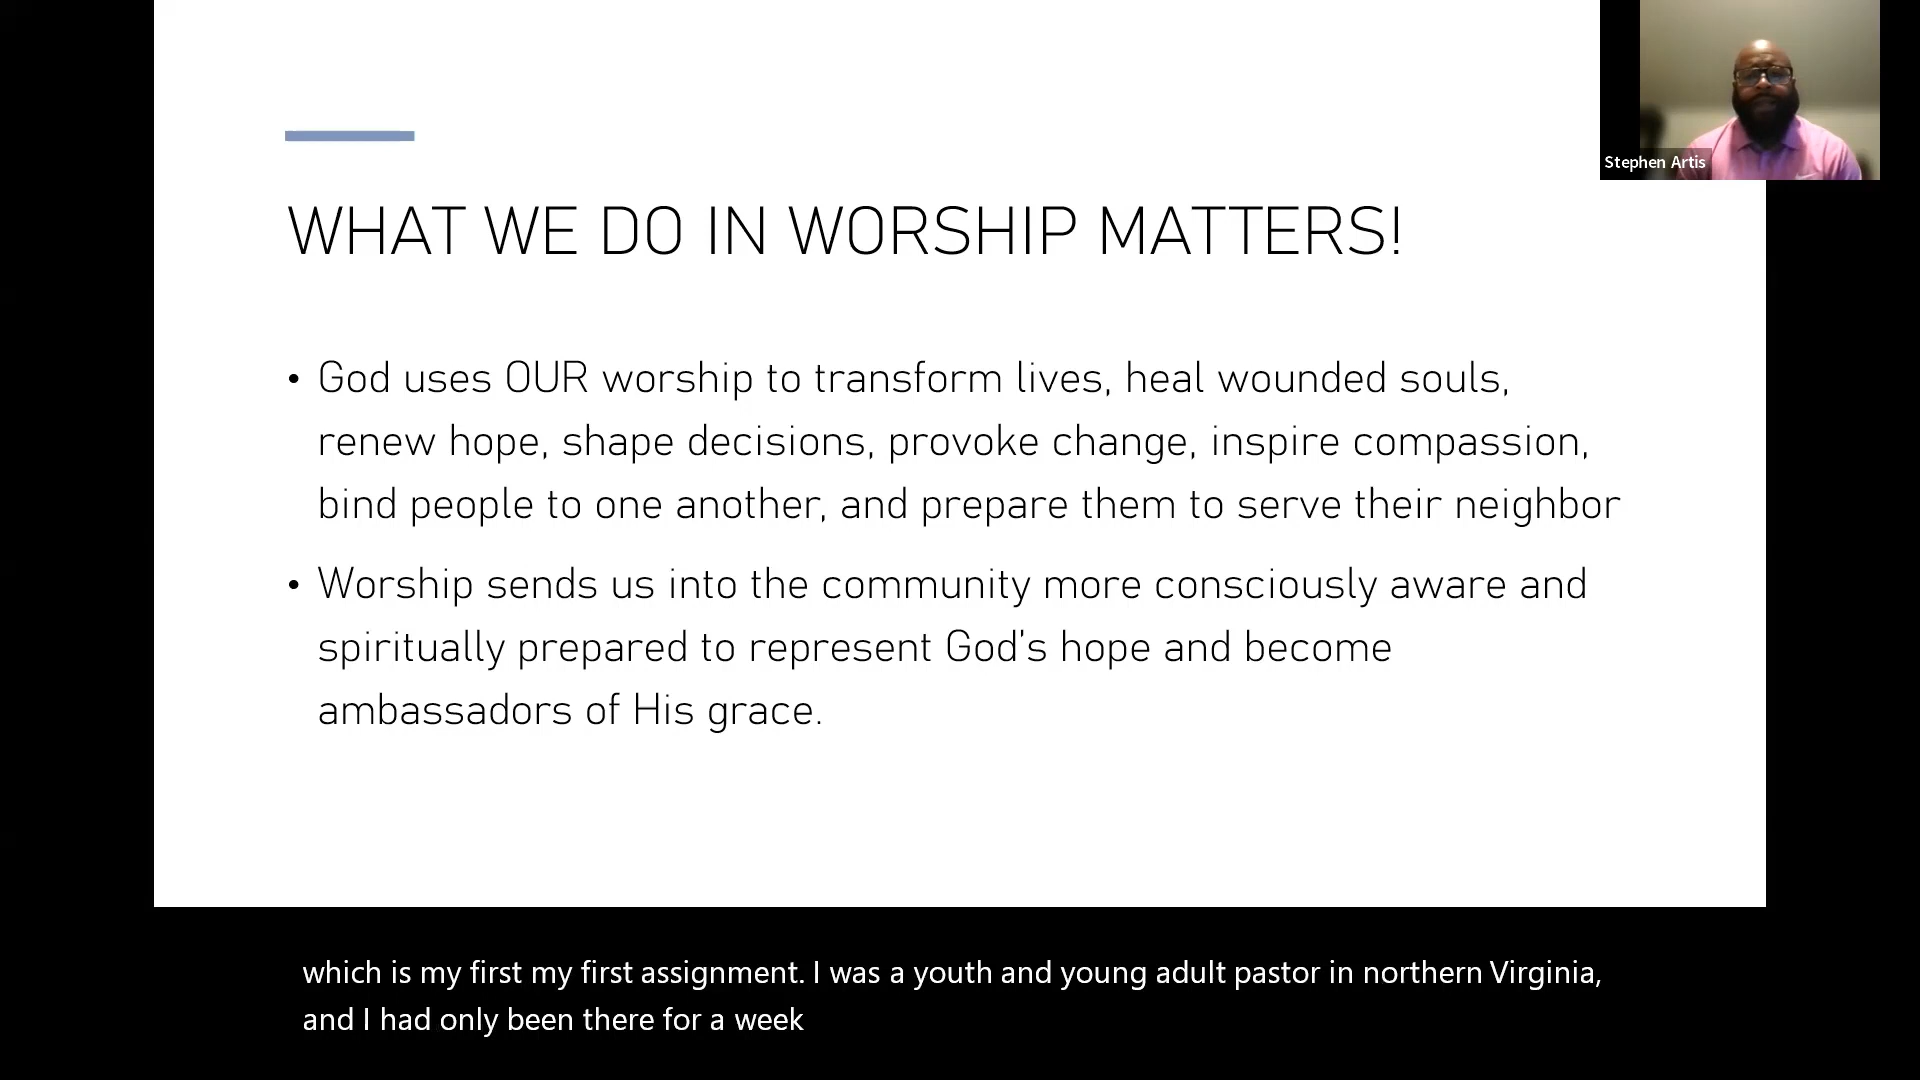 Stephen Artis
WHAT WE DO IN WORSHIP MATTERS!
• God uses OUR worship to transform lives, heal wounded souls,
renew hope, shape decisions, provoke change, inspire compassion,
bind people to one another, and prepare them to serve their neighbor
• Worship sends us into the community more consciously aware and
spiritually prepared to represent God's hope and become
ambassadors of His grace.
which is my first my first assignment. I was a youth and young adult pastor in northern Virginia,
and I had only been there for a week